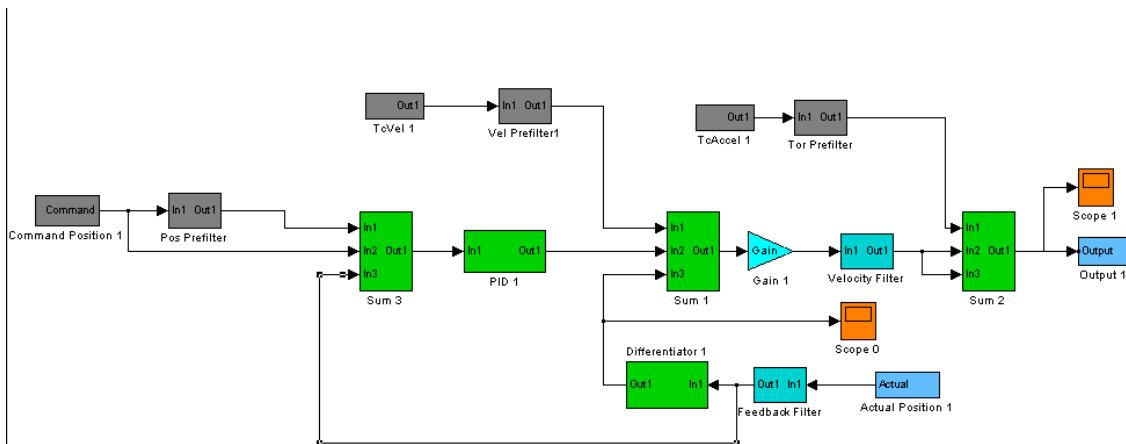 Out1
TcVel 1
In1 Out1
Vel Prefilter1
Out1
TcAccel 1
In1 Out1
Tor Prefilter
Scope 1
Command
Command Position 1
In1 Out1
Pos Prefilter
In1
In2 Out1
In3
Sum 3
In1 Out1
PID 1
In1
In2 Out1
In3
Sum 1
Gain
Gain 1
In1 Out1
Velocity Filter
In1
In2 Out1
In3
Sum 2
Output
Output 1
Scope 0
Differentiator 1
Out1 In1
Out1 In1
Feedback Filter
Actual
Actual Position 1